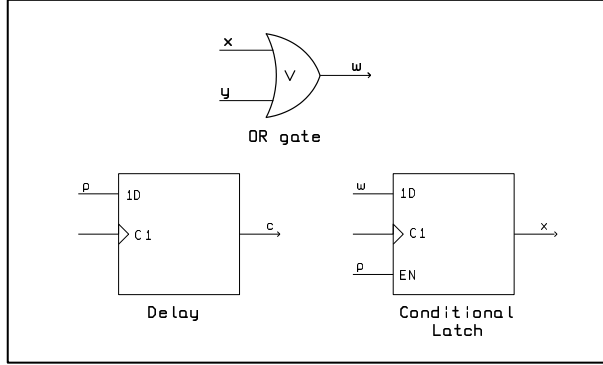 x
y
V
w
OR gate
p
1D
C1
c
Delay
w
1D
C1
p
EN
x
Conditional
Latch